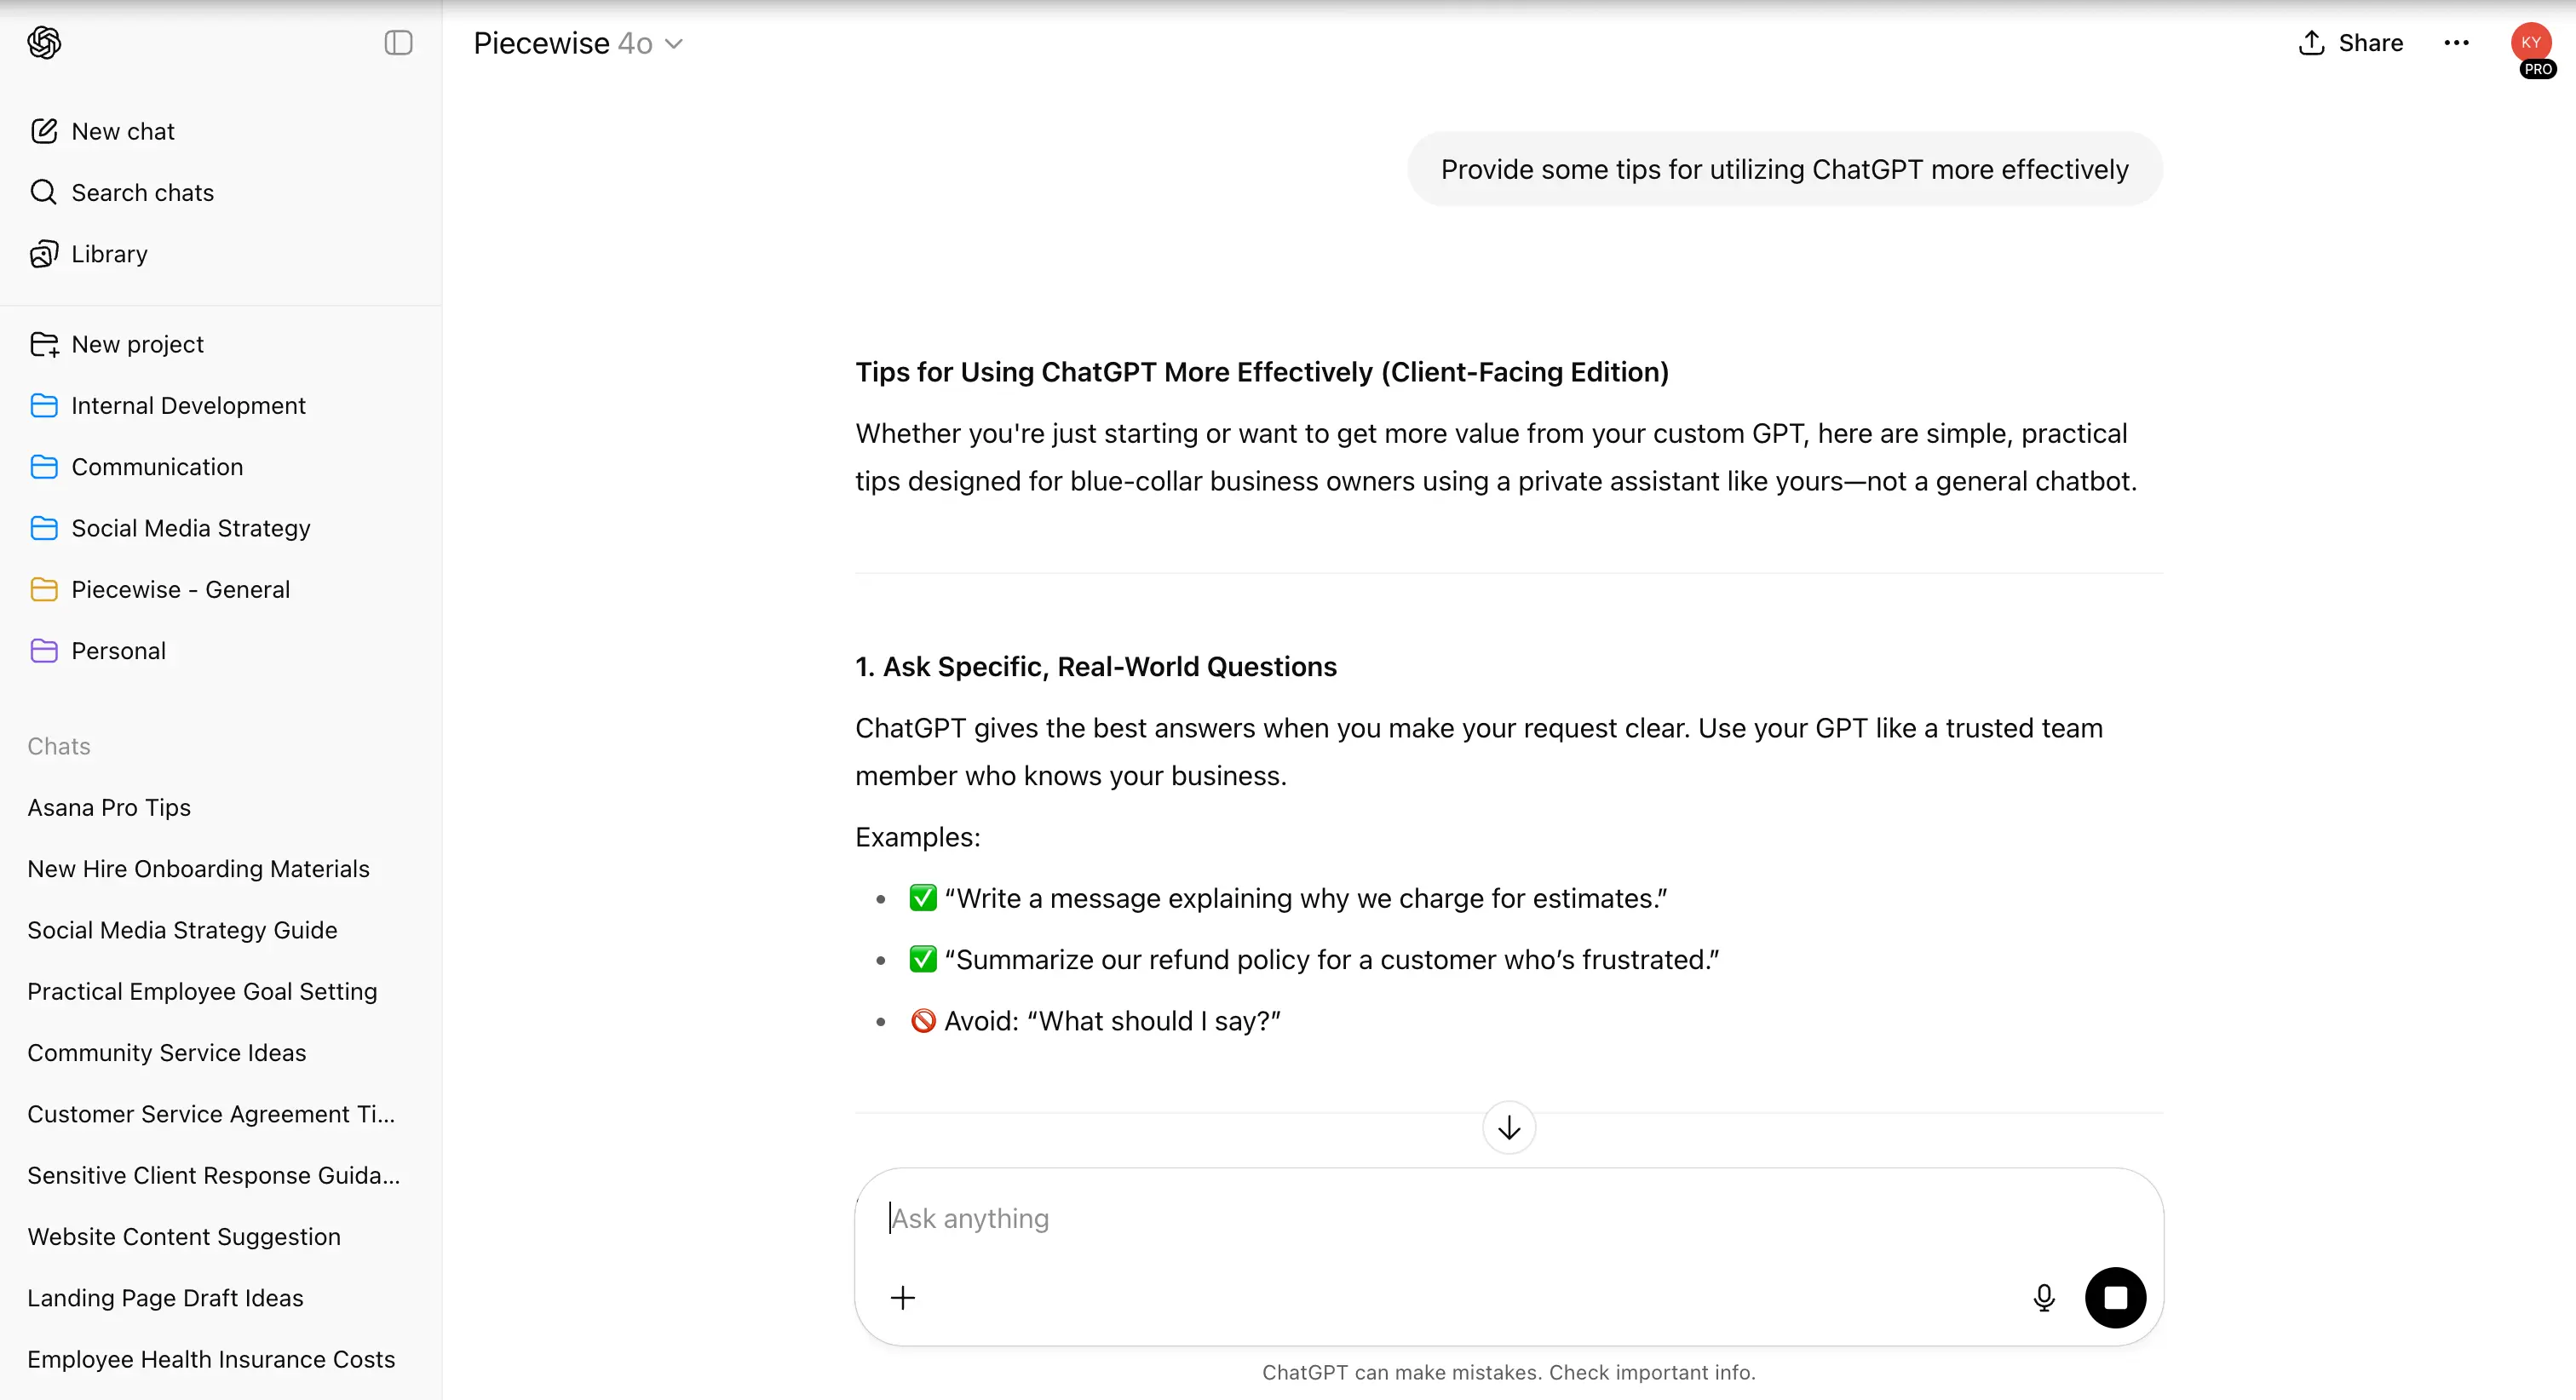 New chat
Search chats
Library
New project
Internal Development
Communication
Social Media Strategy
Piecewise - General
Personal
Chats
Asana Pro Tips
New Hire Onboarding Materials
Social Media Strategy Guide
Practical Employee Goal Setting
Community Service Ideas
Customer Service Agreement Ti...
Sensitive Client Response Guida...
Website Content Suggestion
Landing Page Draft Ideas
Employee Health Insurance Costs
Piecewise 4o
Share
KY
PRO
Provide some tips for utilizing ChatGPT more effectively
Tips for Using ChatGPT More Effectively (Client-Facing Edition)
Whether you're just starting or want to get more value from your custom GPT, here are simple, practical
tips designed for blue-collar business owners using a private assistant like yours—not a general chatbot.
1. Ask Specific, Real-World Questions
ChatGPT gives the best answers when you make your request clear. Use your GPT like a trusted team
member who knows your business.
Examples:
• ✅ “Write a message explaining why we charge for estimates.”
• ✅ “Summarize our refund policy for a customer who’s frustrated.”
• 🚫 Avoid: “What should I say?”
Ask anything
ChatGPT can make mistakes. Check important info.